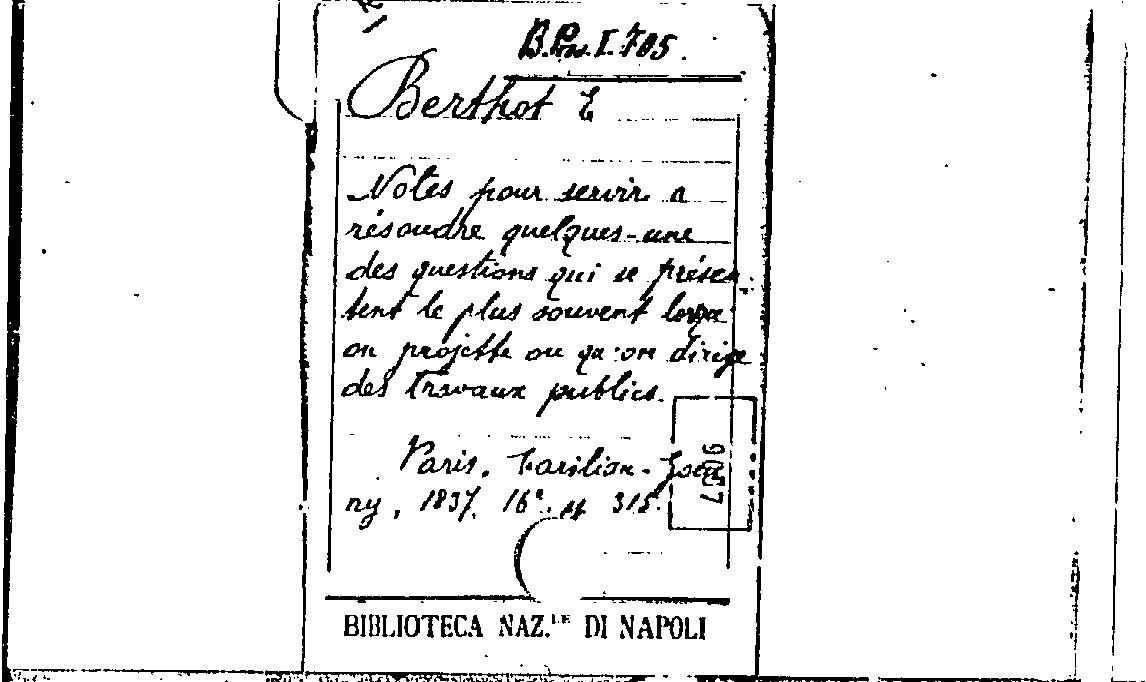 B. Prov. I. 705.
Berthot E
Notes pour servir a
résoudre quelques-une
des questions qui se présen
tent le plus souvent lorsque
on projette ou qu'on dirige
des travaux publics.
Paris. Carilian-Goeu
ry, 1837. 16°. pp 315.
BIBLIOTECA NAZ.LE DI NAPOLI